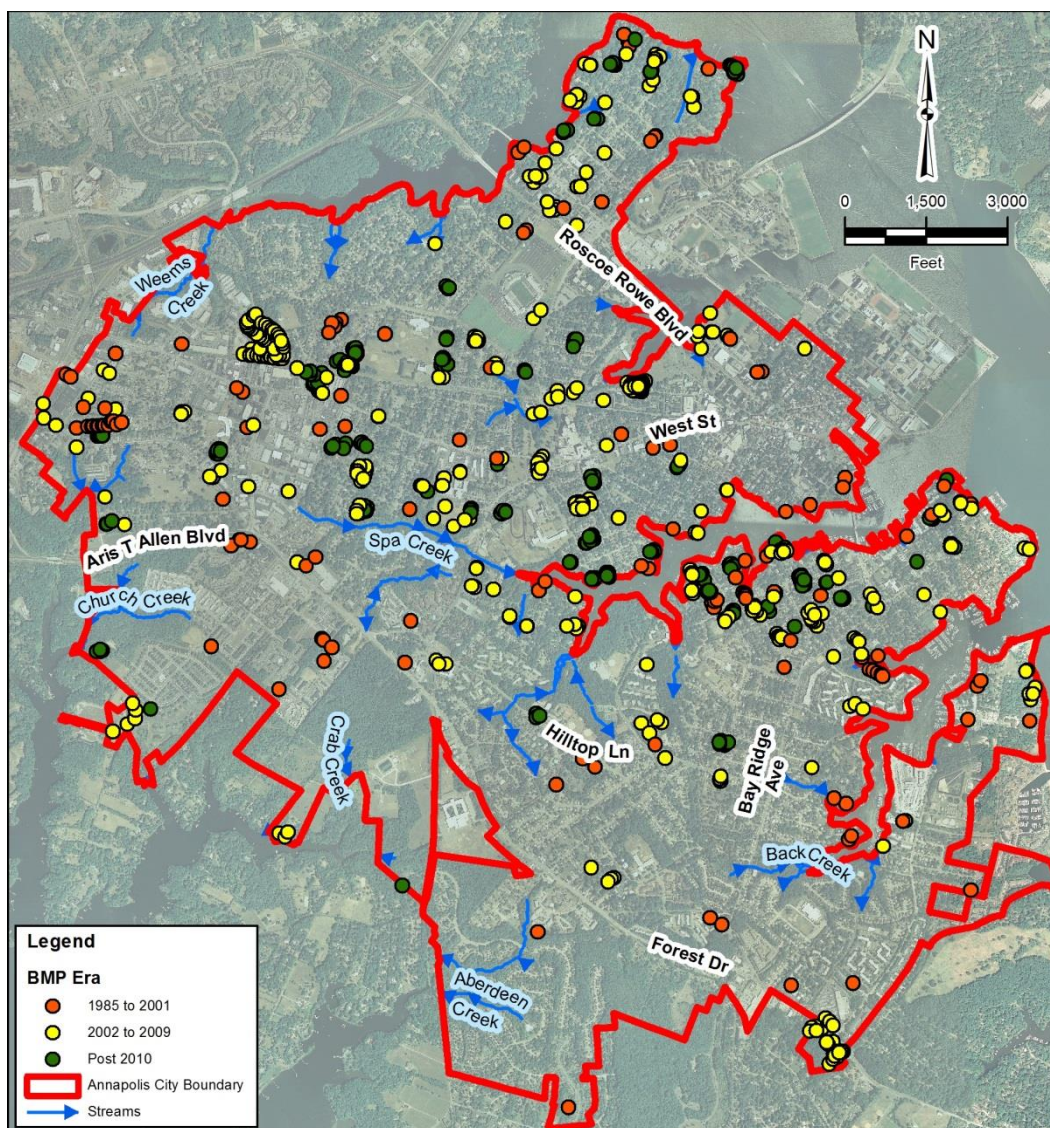 N
0 1,500 3,000
Feet
Roscoe Rowe Blvd
Weems
Creek
West St
Aris T Allen Blvd
Spa Creek
Church Creek
Crab Creek
Hilltop Ln
Bay Ridge
Ave
Back Creek
Forest Dr
Aberdeen
Creek
Legend
BMP Era
1985 to 2001
2002 to 2009
Post 2010
Annapolis City Boundary
Streams